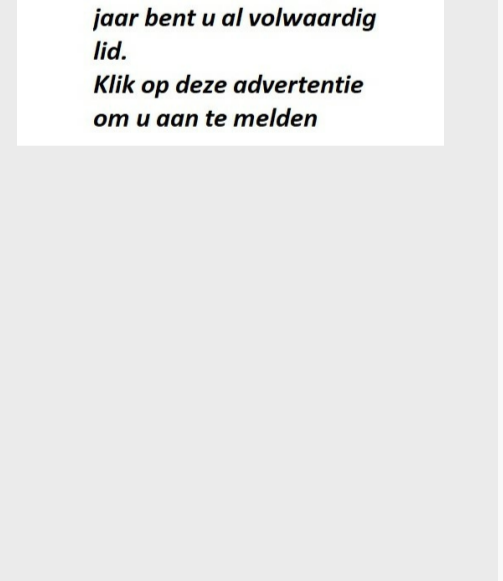 jaar bent u al volwaardig
lid.
Klik op deze advertentie
om u aan te melden